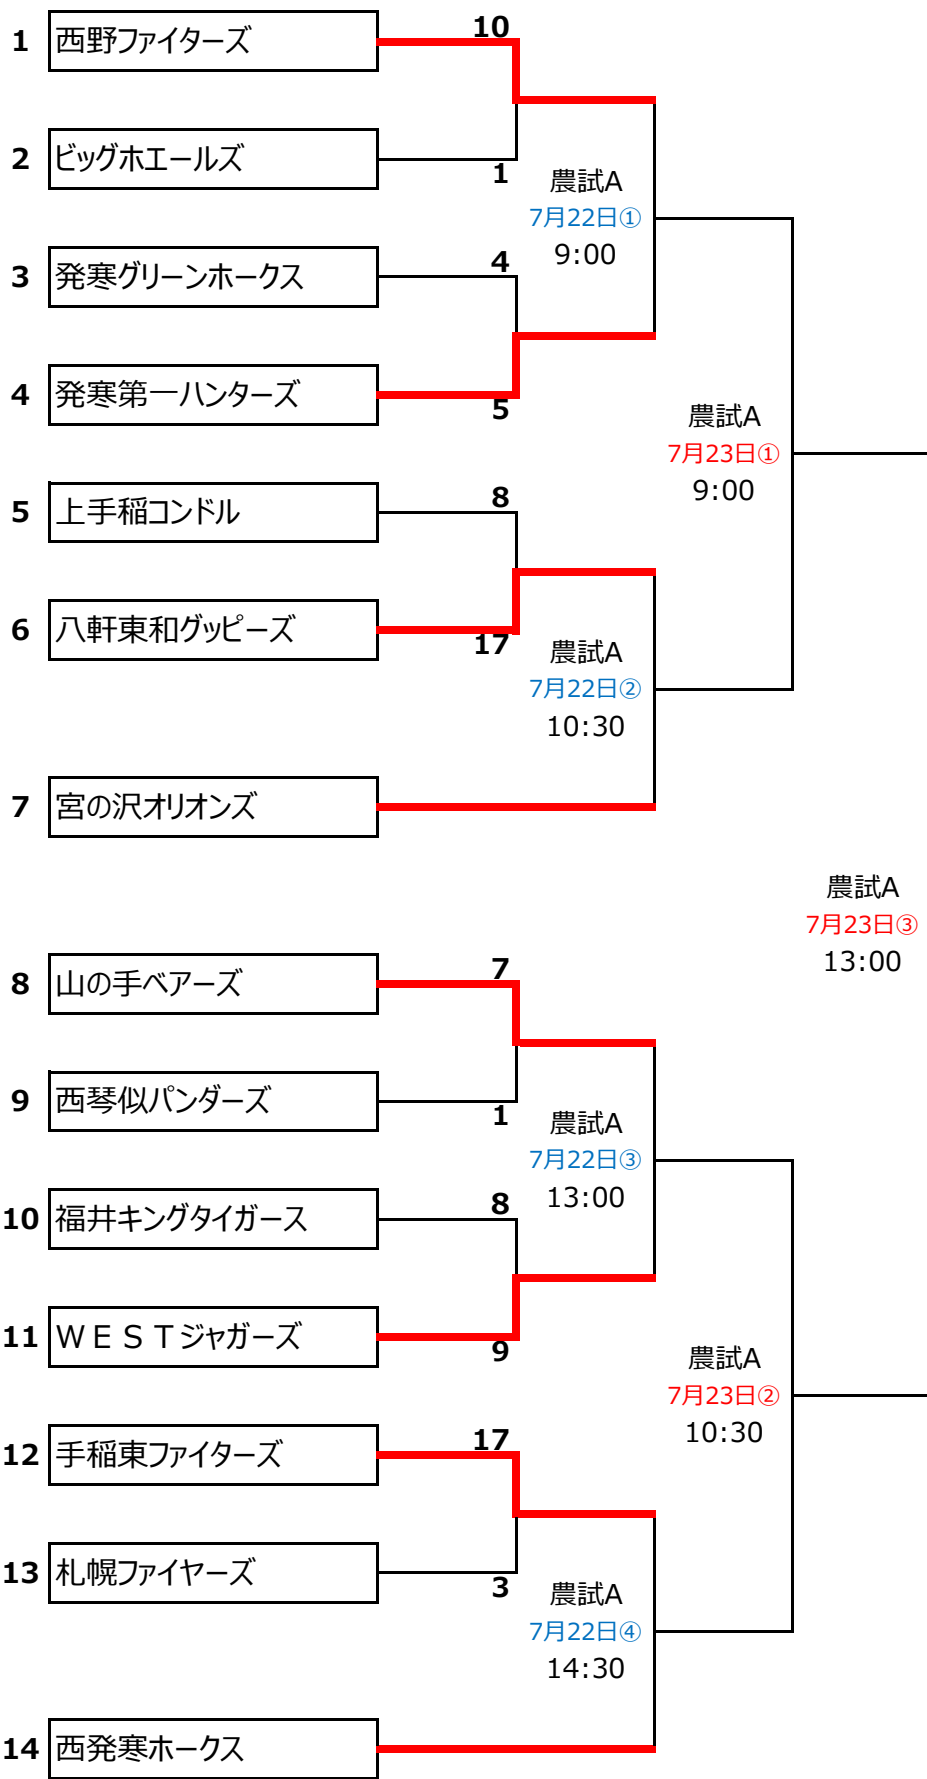 10
1 西野ファイターズ
2 ビッグホエールズ
1
農試A
7月22日①
9:00
4
3 発寒グリーンホークス
4 発寒第一ハンターズ
5
農試A
7月23日①
9:00
8
5 上手稲コンドル
6 八軒東和グッピーズ
17
農試A
7月22日②
10:30
7 宮の沢オリオンズ
農試A
7月23日③
13:00
7
8 山の手ベアーズ
9 西琴似パンダーズ
1
農試A
7月22日③
13:00
8
10 福井キングタイガース
11 ＷＥＳＴジャガーズ
9
農試A
7月23日②
10:30
17
12 手稲東ファイターズ
13 札幌ファイヤーズ
3
農試A
7月22日④
14:30
14 西発寒ホークス